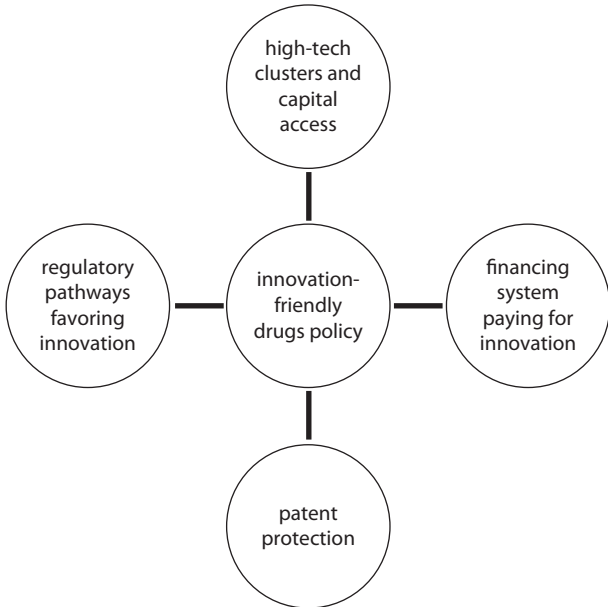 high-tech
clusters and
capital
access
regulatory
pathways
favoring
innovation
innovation-
friendly
drugs policy
financing
system
paying for
innovation
patent
protection